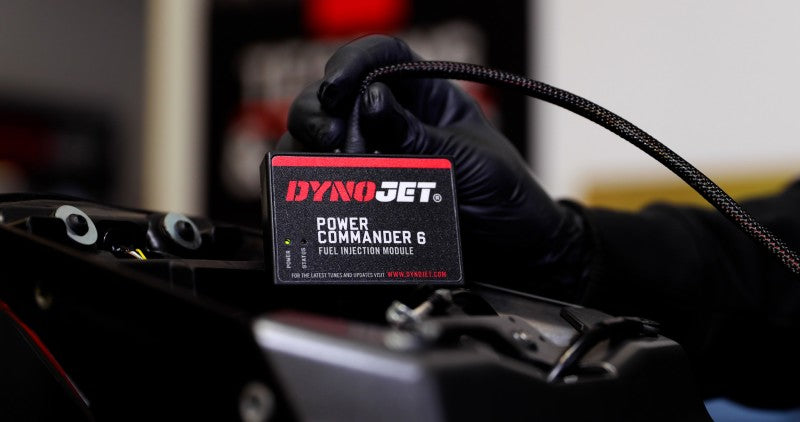 DYNOJET®
POWER
COMMANDER 6
FUEL INJECTION MODULE
POWER
STATUS
FOR THE LATEST TUNES AND UPDATES VISIT WWW.DYNOJET.COM